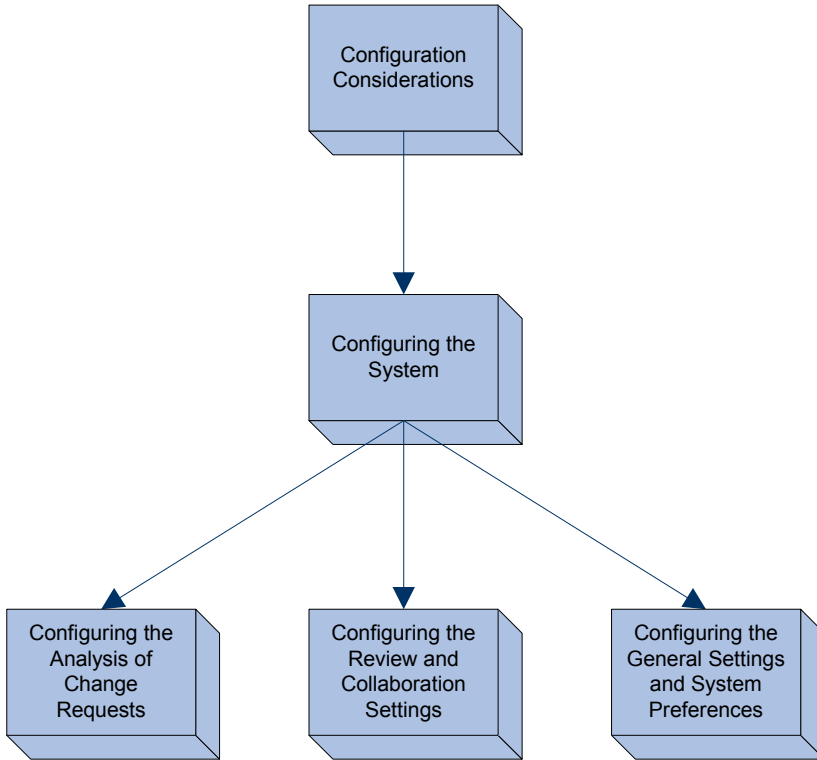 Configuration
Considerations
Configuring the
System
Configuring the
Analysis of
Change
Requests
Configuring the
Review and
Collaboration
Settings
Configuring the
General Settings
and System
Preferences